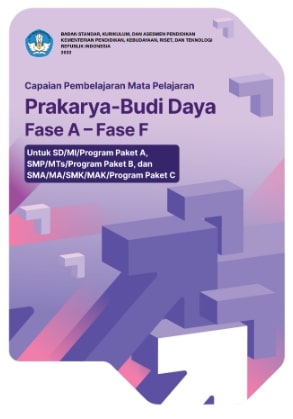 BADAN STANDAR, KURIKULUM, DAN ASESMEN PENDIDIKAN
KEMENTERIAN PENDIDIKAN, KEBUDAYAAN, RISET, DAN TEKNOLOGI
REPUBLIK INDONESIA
2022
Capaian Pembelajaran Mata Pelajaran
Prakarya-Budi Daya
Fase A – Fase F
Untuk SD/MI/Program Paket A,
SMP/MTs/Program Paket B, dan
SMA/MA/SMK/MAK/Program Paket C